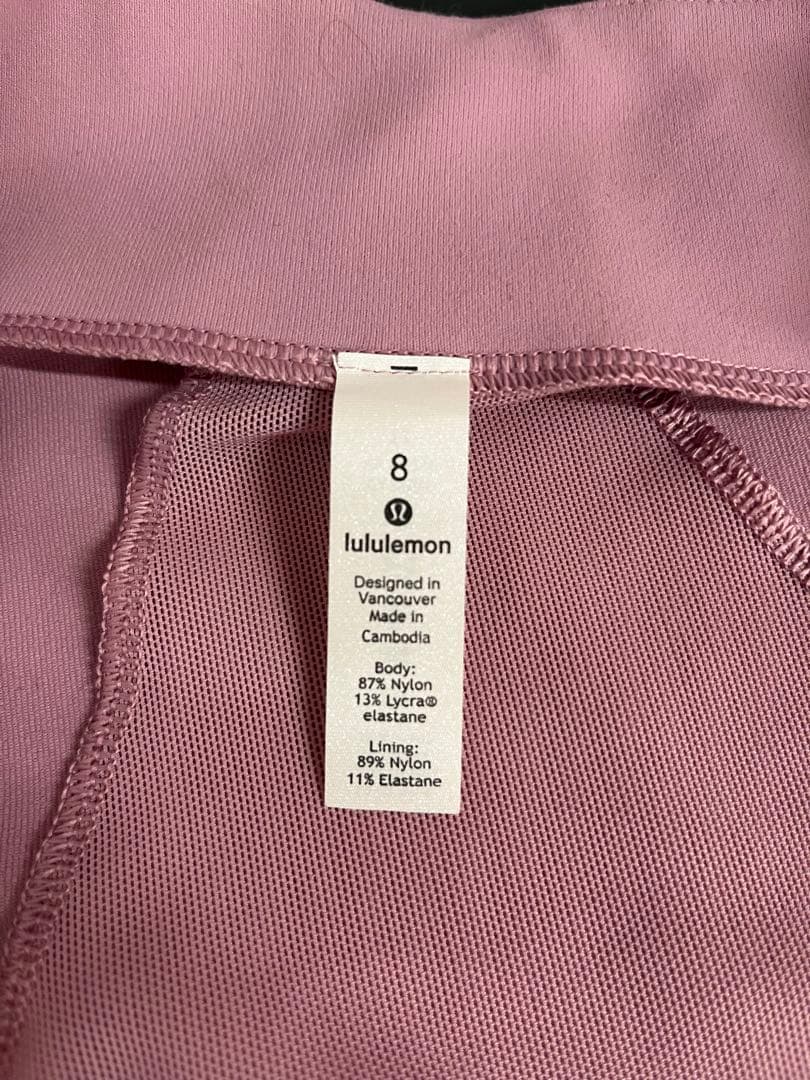 8
lululemon
Designed in
Vancouver
Made in
Cambodia
Body:
87% Nylon
13% Lycra®
elastane
Lining:
89% Nylon
11% Elastane